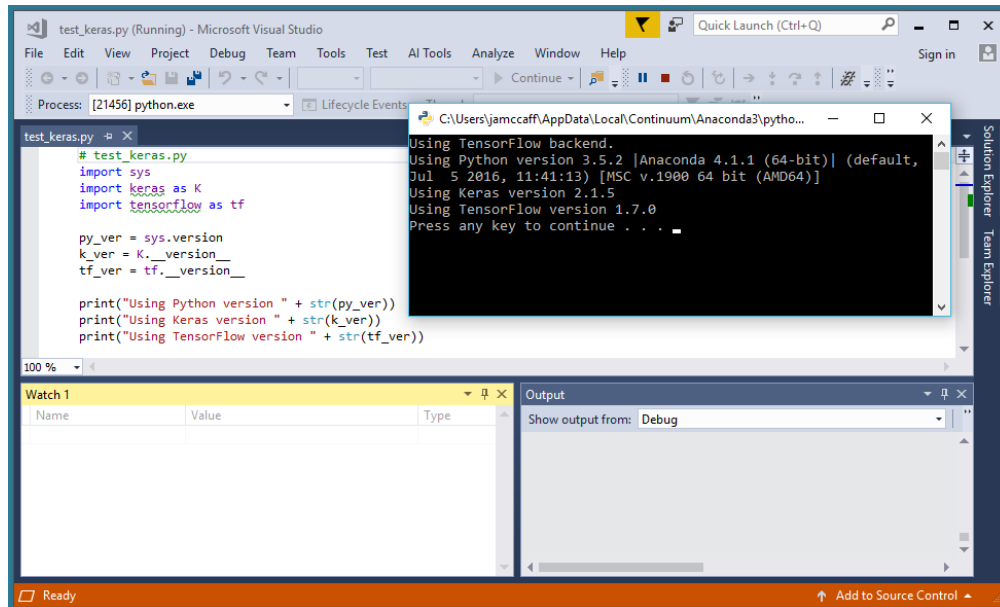 test_keras.py (Running) - Microsoft Visual Studio
Quick Launch (Ctrl+Q)
File Edit View Project Debug Team Tools Test AI Tools Analyze Window Help
Sign in
Continue
Process: [21456] python.exe
Lifecycle Events
C:\Users\jamccaff\AppData\Local\Continuum\Anaconda3\pytho...
Using TensorFlow backend.
Using Python version 3.5.2 |Anaconda 4.1.1 (64-bit)| (default,
Jul  5 2016, 11:41:13) [MSC v.1900 64 bit (AMD64)]
Using Keras version 2.1.5
Using TensorFlow version 1.7.0
Press any key to continue . . .
test_keras.py
# test_keras.py
import sys
import keras as K
import tensorflow as tf
py_ver = sys.version
k_ver = K.__version__
tf_ver = tf.__version__
print("Using Python version " + str(py_ver))
print("Using Keras version " + str(k_ver))
print("Using TensorFlow version " + str(tf_ver))
100 %
Solution Explorer
Team Explorer
Watch 1
Name Value Type
Output
Show output from: Debug
Ready
Add to Source Control